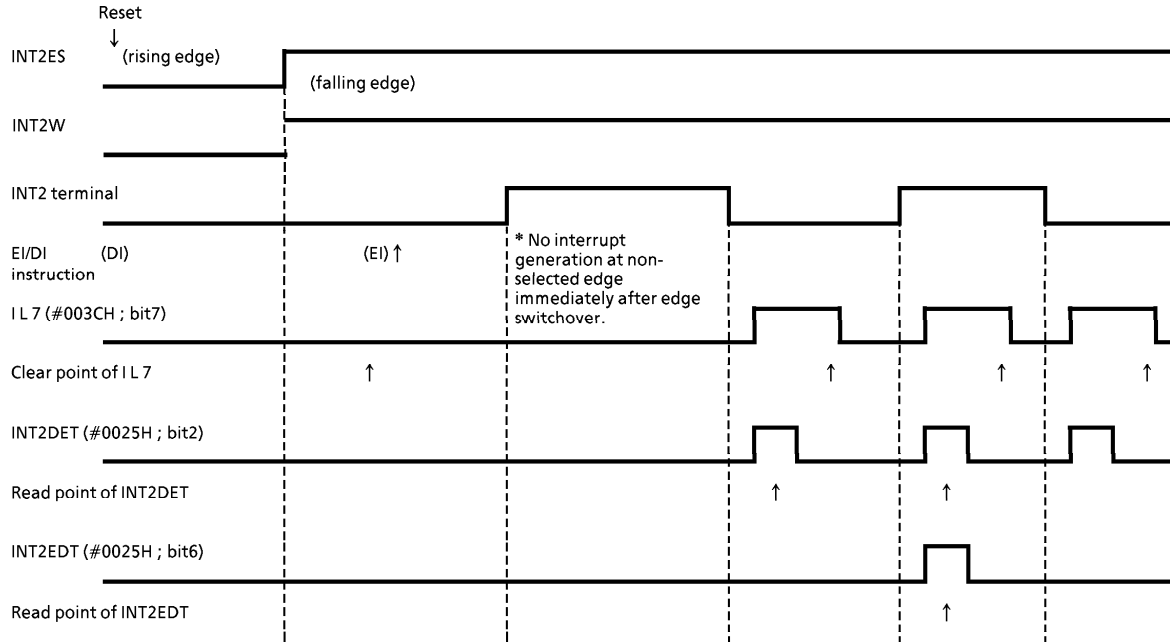 Reset
↓
INT2ES (rising edge)
(falling edge)
INT2W
INT2 terminal
EI/DI (DI) (EI) ↑
instruction
* No interrupt
generation at non-
selected edge
immediately after edge
switchover.
I L 7 (#003CH ; bit7)
Clear point of I L 7 ↑ ↑ ↑ ↑
INT2DET (#0025H ; bit2)
Read point of INT2DET ↑ ↑
INT2EDT (#0025H ; bit6)
Read point of INT2EDT ↑